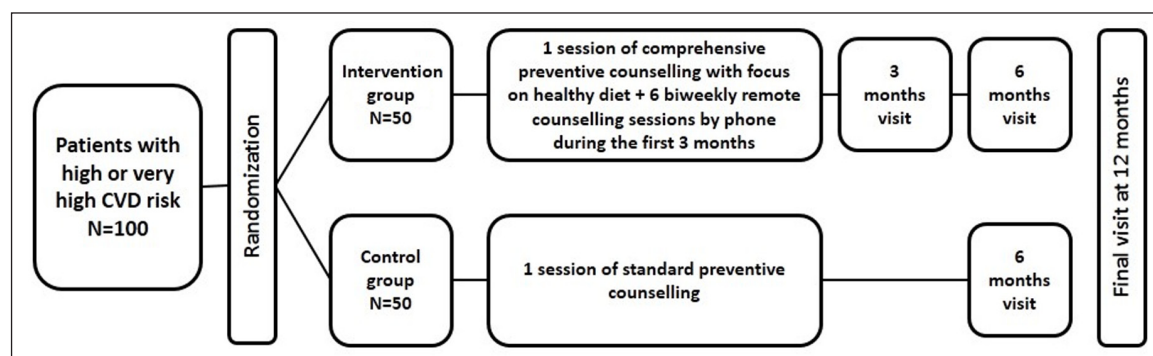 Patients with
high or very
high CVD risk
N=100
Randomization
Intervention
group
N=50
1 session of comprehensive
preventive counselling with focus
on healthy diet + 6 biweekly remote
counselling sessions by phone
during the first 3 months
3
months
visit
6
months
visit
Control
group
N=50
1 session of standard preventive
counselling
6
months
visit
Final visit at 12 months